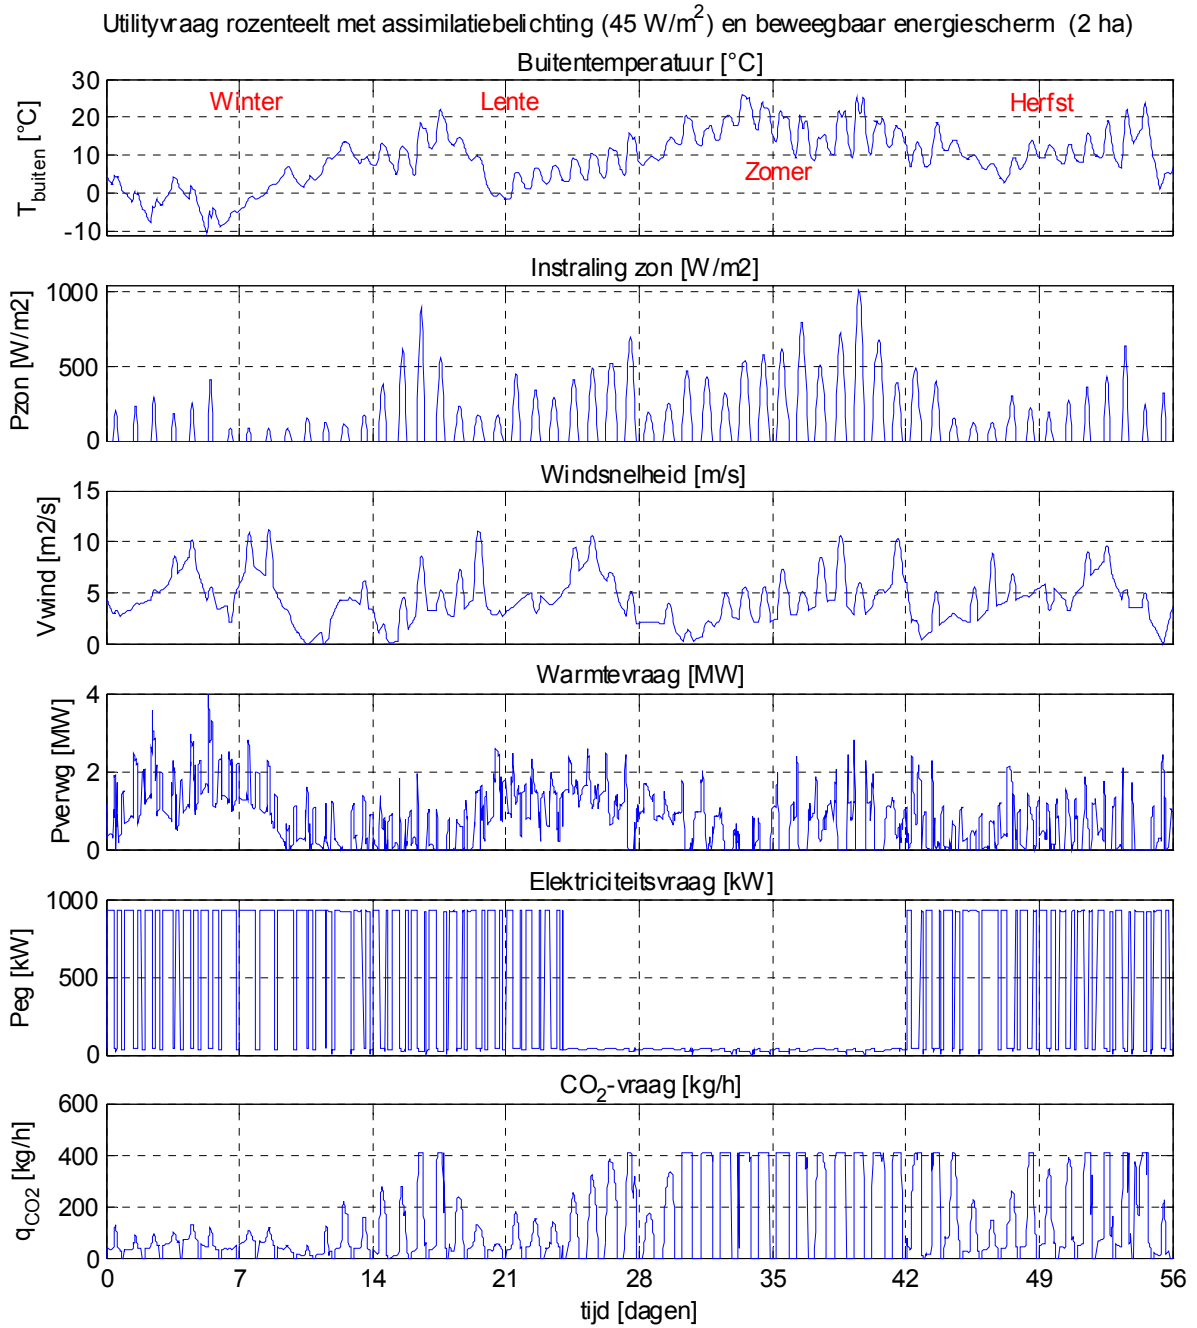 Utilityvraag rozenteelt met assimilatiebelichting (45 W/m2) en beweegbaar energiescherm (2 ha)
Buitentemperatuur [°C]
30
20
10
0
-10
Tbuiten [°C]
Winter
Lente
Zomer
Herfst
Instraling zon [W/m2]
1000
500
0
Pzon [W/m2]
Windsnelheid [m/s]
15
10
5
0
Vwind [m2/s]
Warmtevraag [MW]
4
2
0
Pverwg [MW]
Elektriciteitsvraag [kW]
1000
500
0
Peg [kW]
CO2-vraag [kg/h]
600
400
200
0
qCO2 [kg/h]
0 7 14 21 28 35 42 49 56
tijd [dagen]